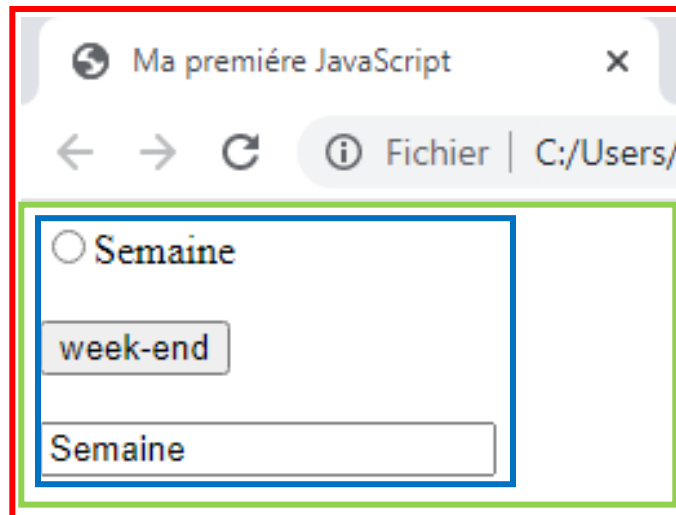 Ma premiére JavaScript
Fichier | C:/Users/
Semaine
week-end
Semaine